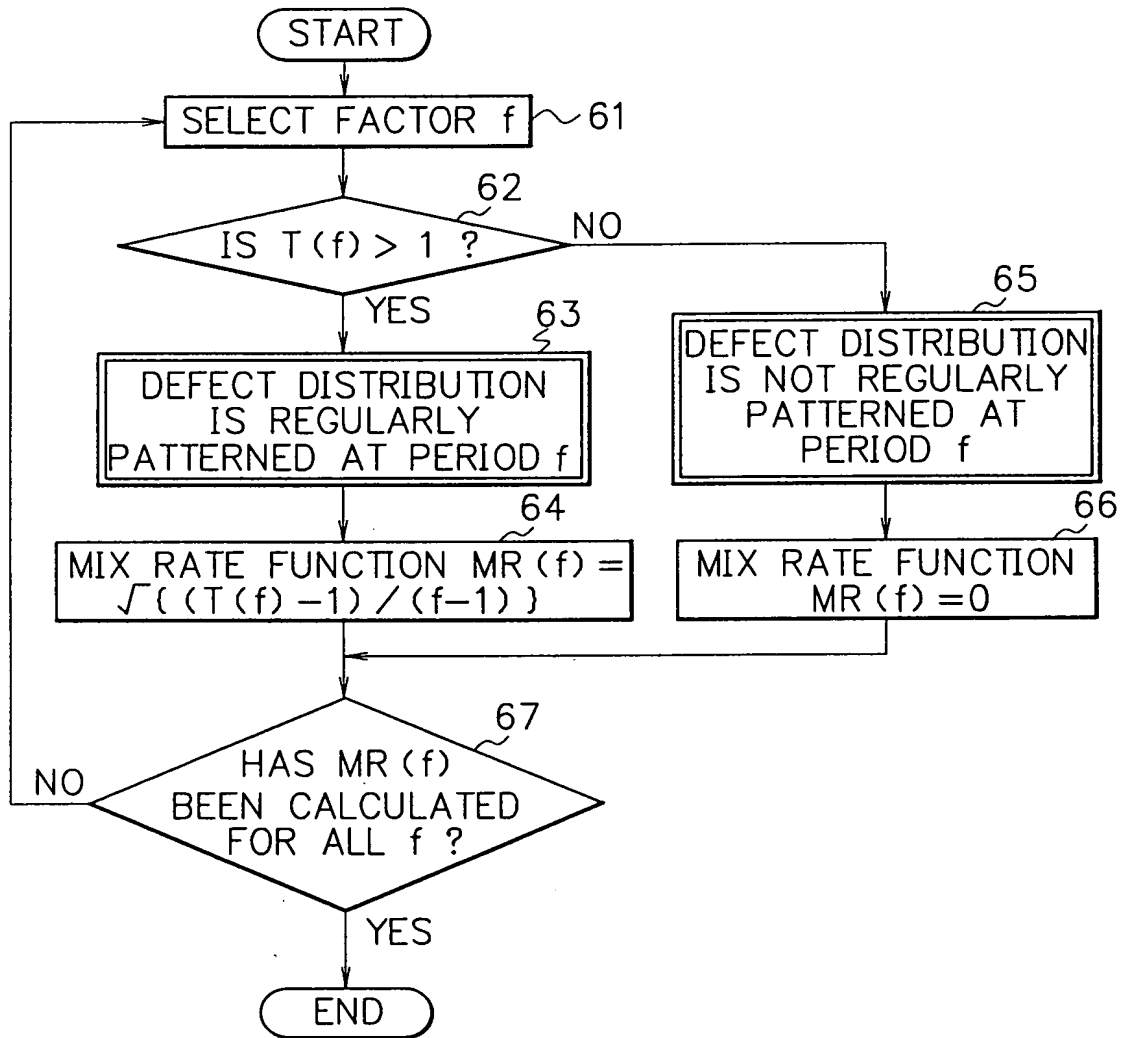 START
SELECT FACTOR f
61
62
IS T(f) > 1 ?
NO
YES
63
DEFECT DISTRIBUTION
IS REGULARLY
PATTERNED AT PERIOD f
65
DEFECT DISTRIBUTION
IS NOT REGULARLY
PATTERNED AT
PERIOD f
64
MIX RATE FUNCTION MR(f)=
√{ (T(f)-1)/(f-1) }
66
MIX RATE FUNCTION
MR(f)=0
67
HAS MR(f)
BEEN CALCULATED
FOR ALL f ?
NO
YES
END